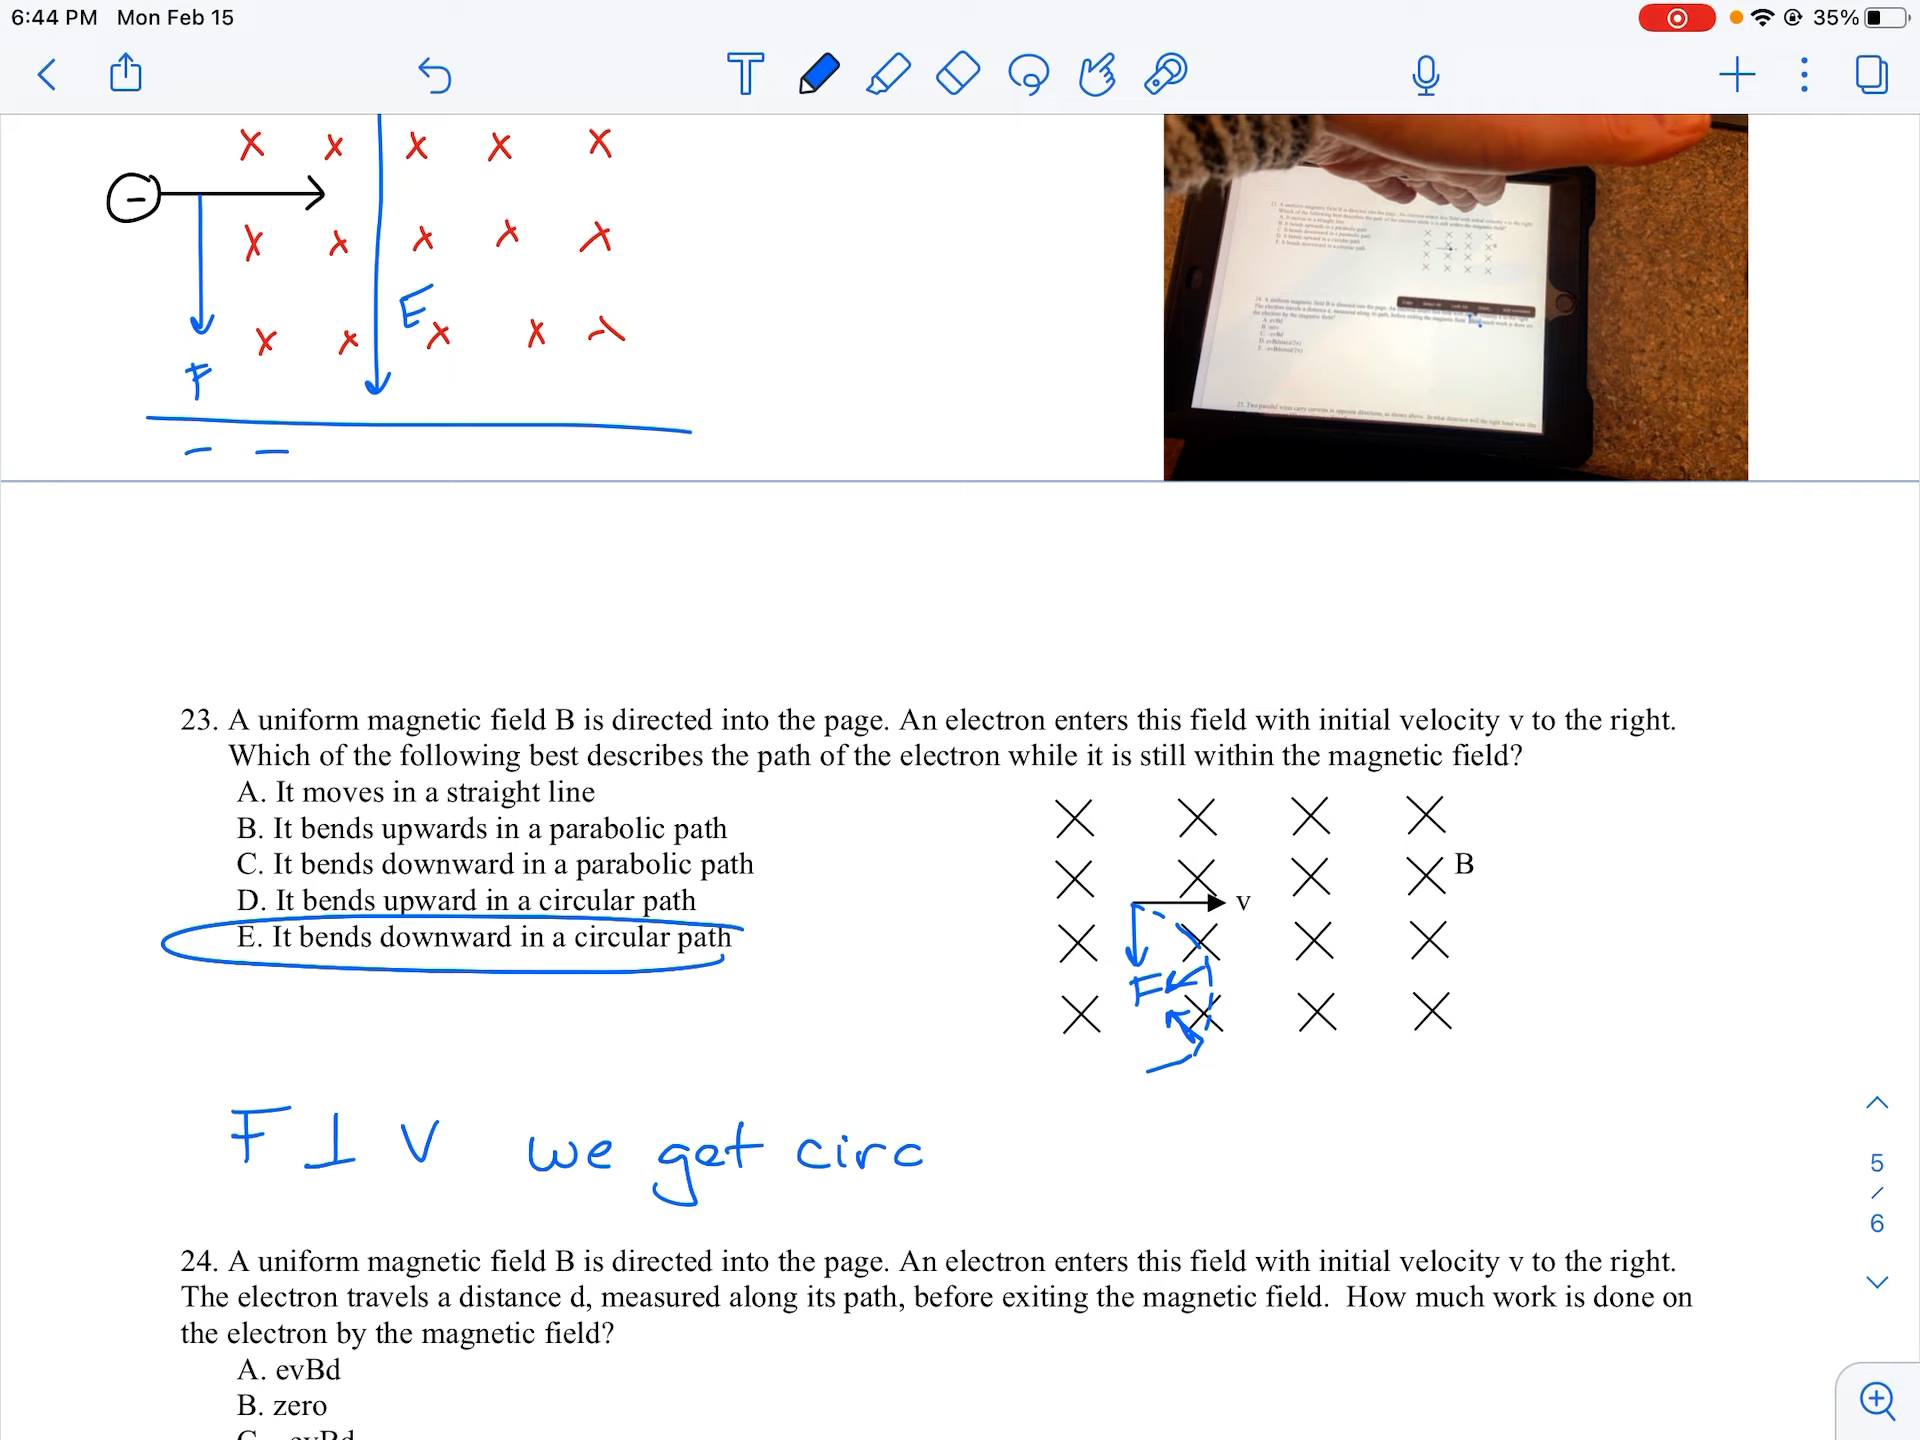 6:44 PM Mon Feb 15
35%
T
E
F
23. A uniform magnetic field B is directed into the page. An electron enters this field with initial velocity v to the right.
Which of the following best describes the path of the electron while it is still within the magnetic field?
A. It moves in a straight line
B. It bends upwards in a parabolic path
C. It bends downward in a parabolic path
D. It bends upward in a circular path
E. It bends downward in a circular path
B
v
F
F ⊥ V we get circ
5
/
6
24. A uniform magnetic field B is directed into the page. An electron enters this field with initial velocity v to the right.
The electron travels a distance d, measured along its path, before exiting the magnetic field. How much work is done on
the electron by the magnetic field?
A. evBd
B. zero